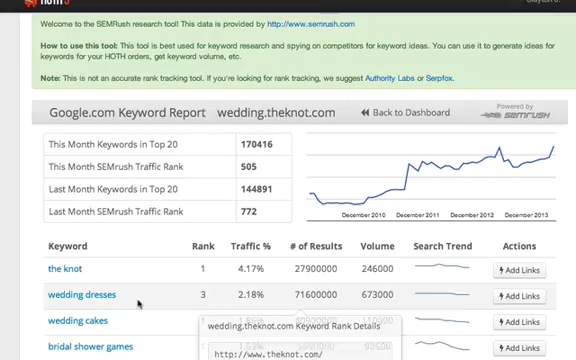 Welcome to the SEMRush research tool! This data is provided by http://www.semrush.com
How to use this tool: This tool is best used for keyword research and spying on competitors for keyword ideas. You can use it to generate ideas for
keywords for your HOTH orders, get keyword volume, etc.
Note: This is not an accurate rank tracking tool. If you're looking for rank tracking, we suggest Authority Labs or Serpfox.
Google.com Keyword Report wedding.theknot.com Back to Dashboard Powered by SEMRUSH
This Month Keywords in Top 20 170416
This Month SEMrush Traffic Rank 505
Last Month Keywords in Top 20 144891
Last Month SEMrush Traffic Rank 772
December 2010 December 2011 December 2012 December 2013
Keyword Rank Traffic % # of Results Volume Search Trend Actions
the knot 1 4.17% 27900000 246000 Add Links
wedding dresses 3 2.18% 71600000 673000 Add Links
wedding cakes Add Links
wedding.theknot.com Keyword Rank Details
bridal shower games Add Links
http://www.theknot.com/